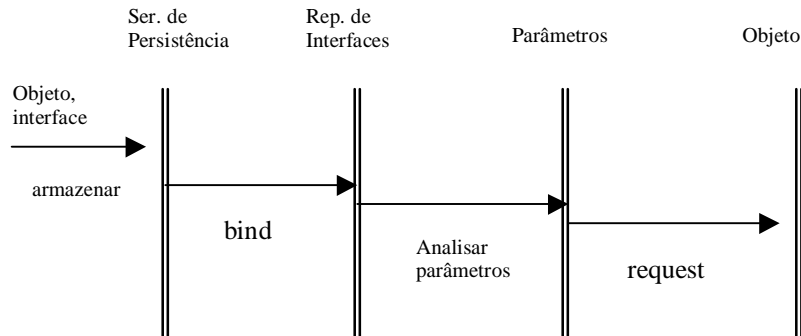 Ser. de
Persistência
Rep. de
Interfaces
Parâmetros
Objeto
Objeto,
interface
armazenar
bind
Analisar
parâmetros
request